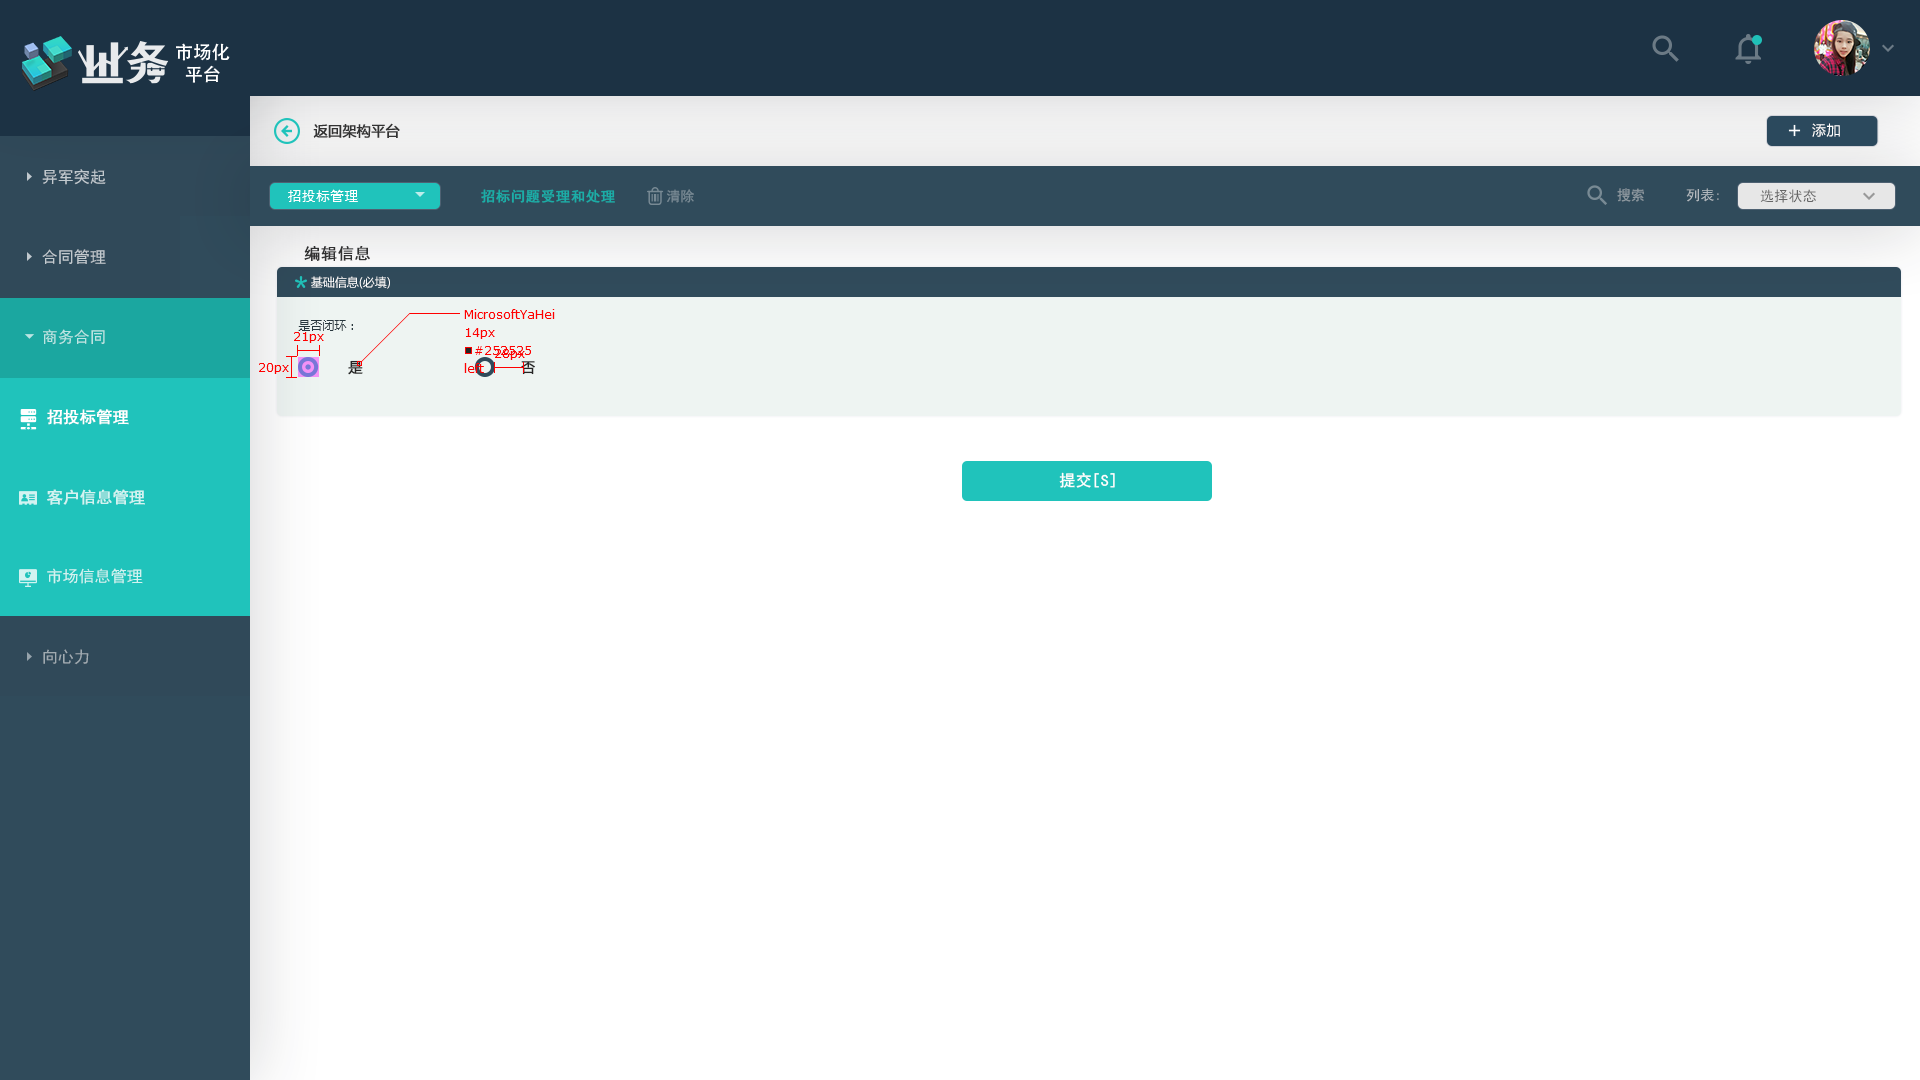 业务 市场化
平台
返回架构平台
+ 添加
招投标管理
招标问题受理和处理
清除
搜索
列表：
选择状态
异军突起
合同管理
商务合同
招投标管理
客户信息管理
市场信息管理
向心力
编辑信息
基础信息(必填)
是否闭环：
21px
20px
是
MicrosoftYaHei
14px
#252525
left
28px
否
提交[S]